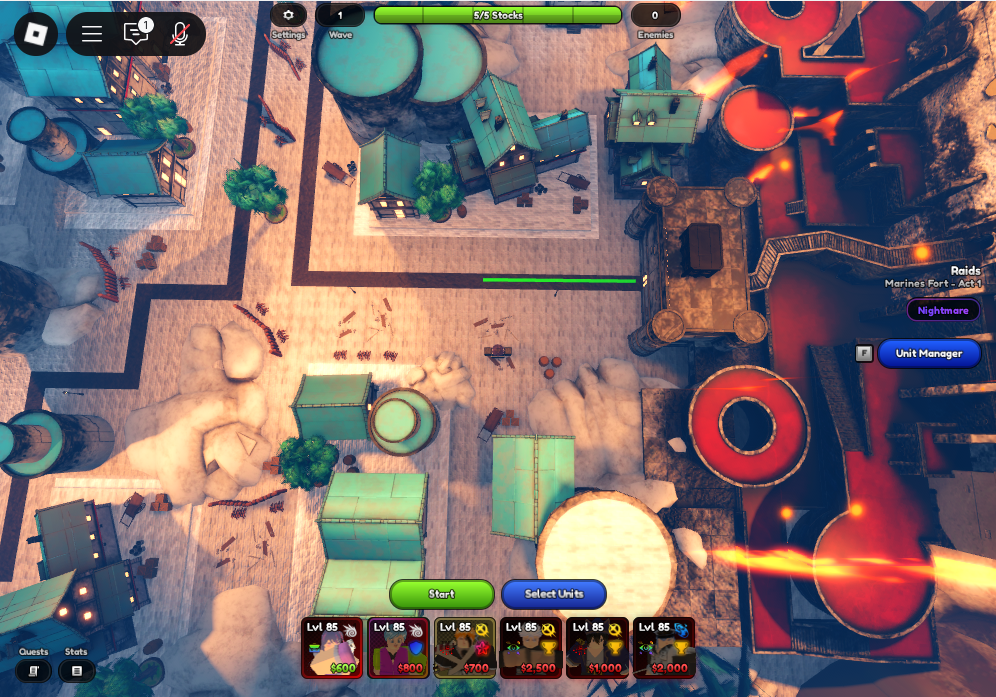 1
1
5/5 Stocks
0
Settings
Wave
Enemies
Raids
Marines Fort - Act 1
Nightmare
F
Unit Manager
Start
Select Units
Lvl 85
Lvl 85
Lvl 85
Lvl 85
Lvl 85
Lvl 85
$600
$800
$700
$2,500
$1,000
$2,000
Quests
Stats